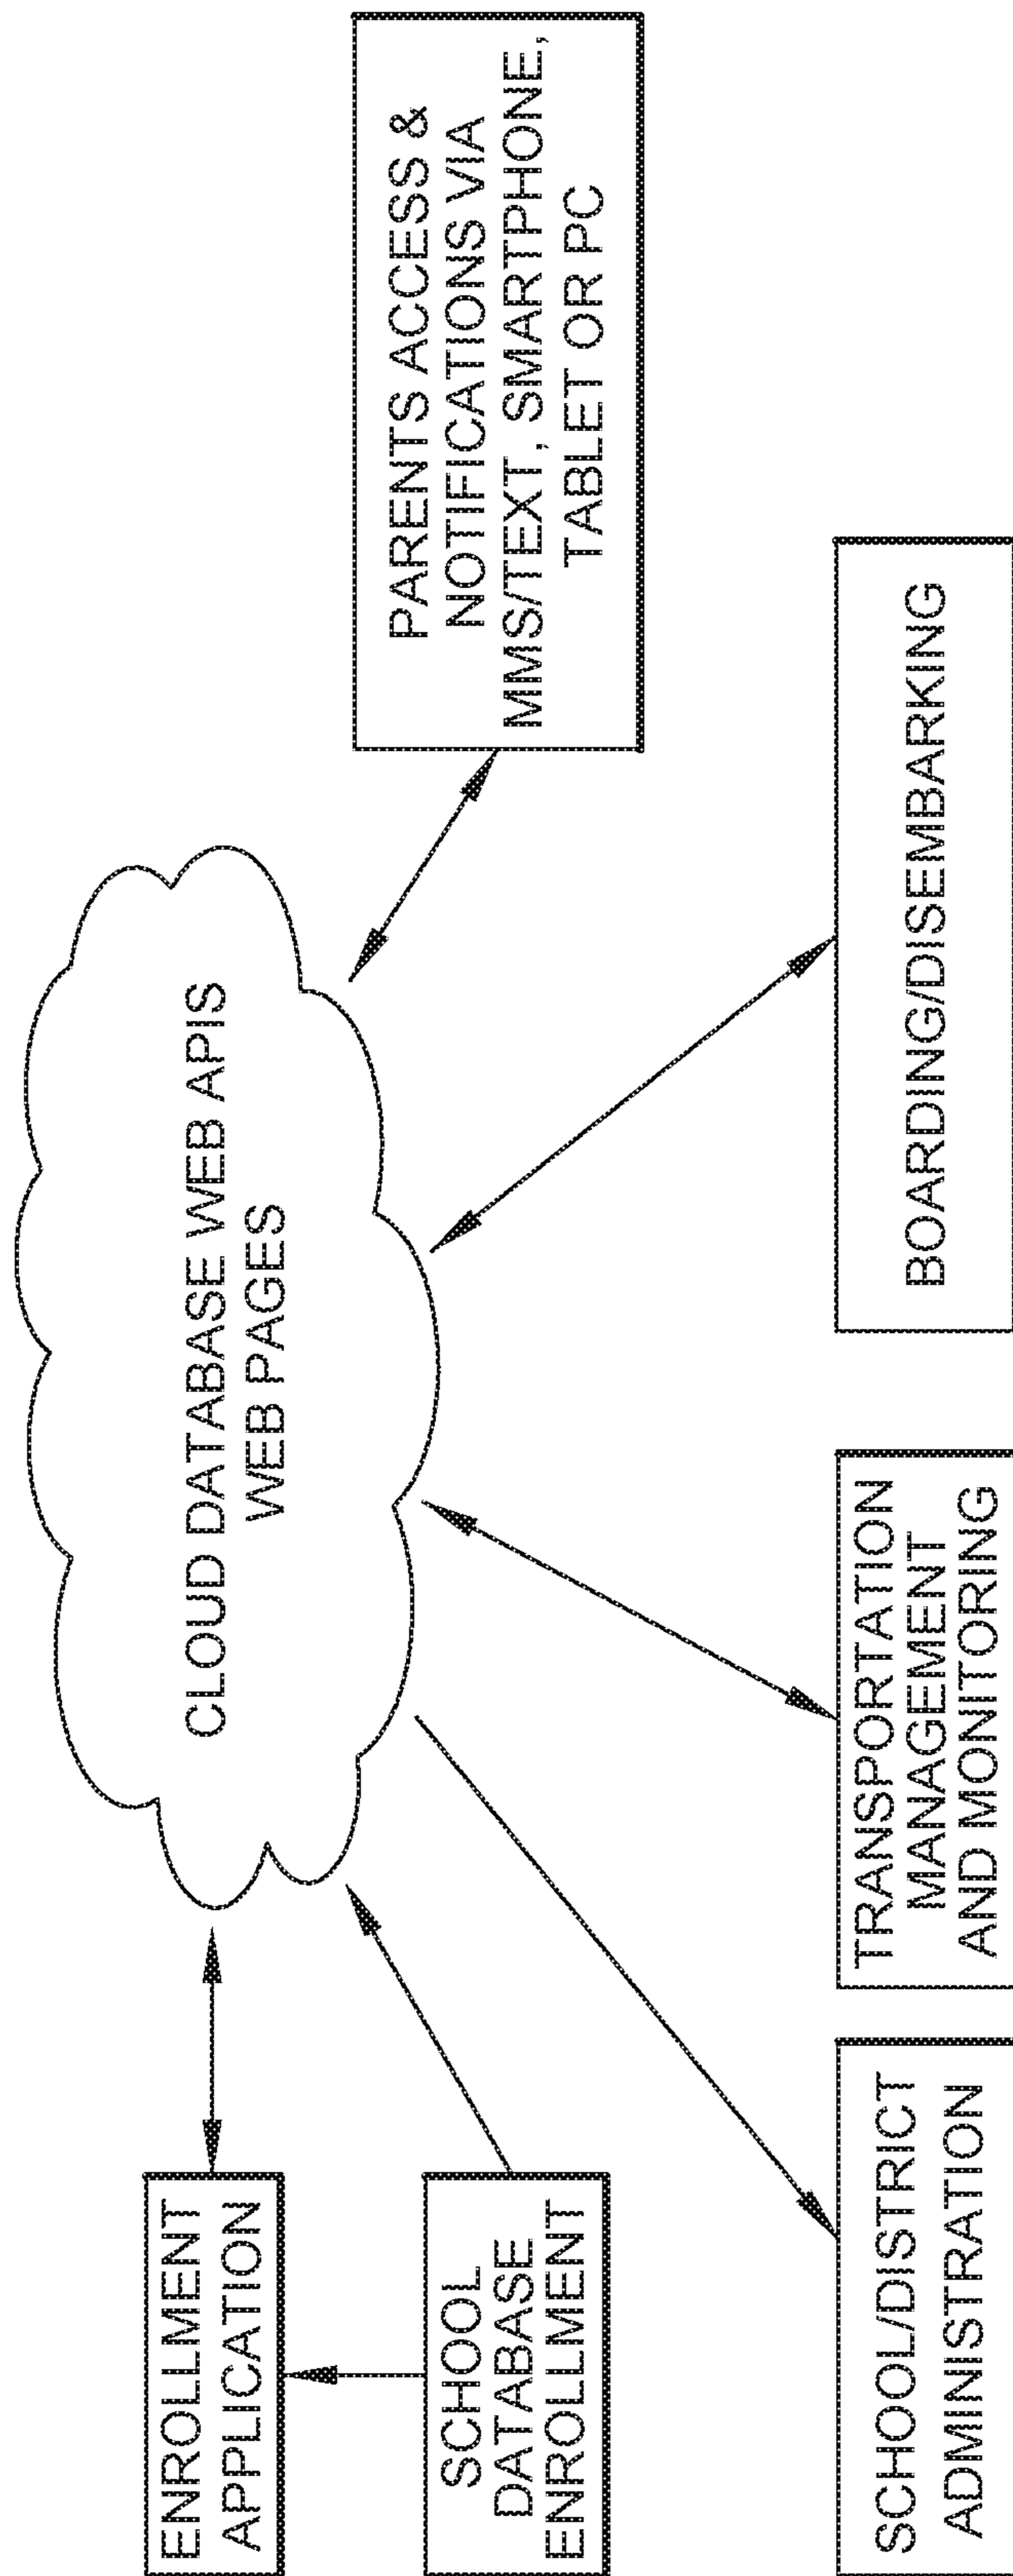 ENROLLMENT
APPLICATION
SCHOOL
DATABASE
ENROLLMENT
SCHOOL/DISTRICT
ADMINISTRATION
CLOUD DATABASE WEB APIS
WEB PAGES
TRANSPORTATION
MANAGEMENT
AND MONITORING
BOARDING/DISEMBARKING
PARENTS ACCESS &
NOTIFICATIONS VIA
MMS/TEXT, SMARTPHONE,
TABLET OR PC